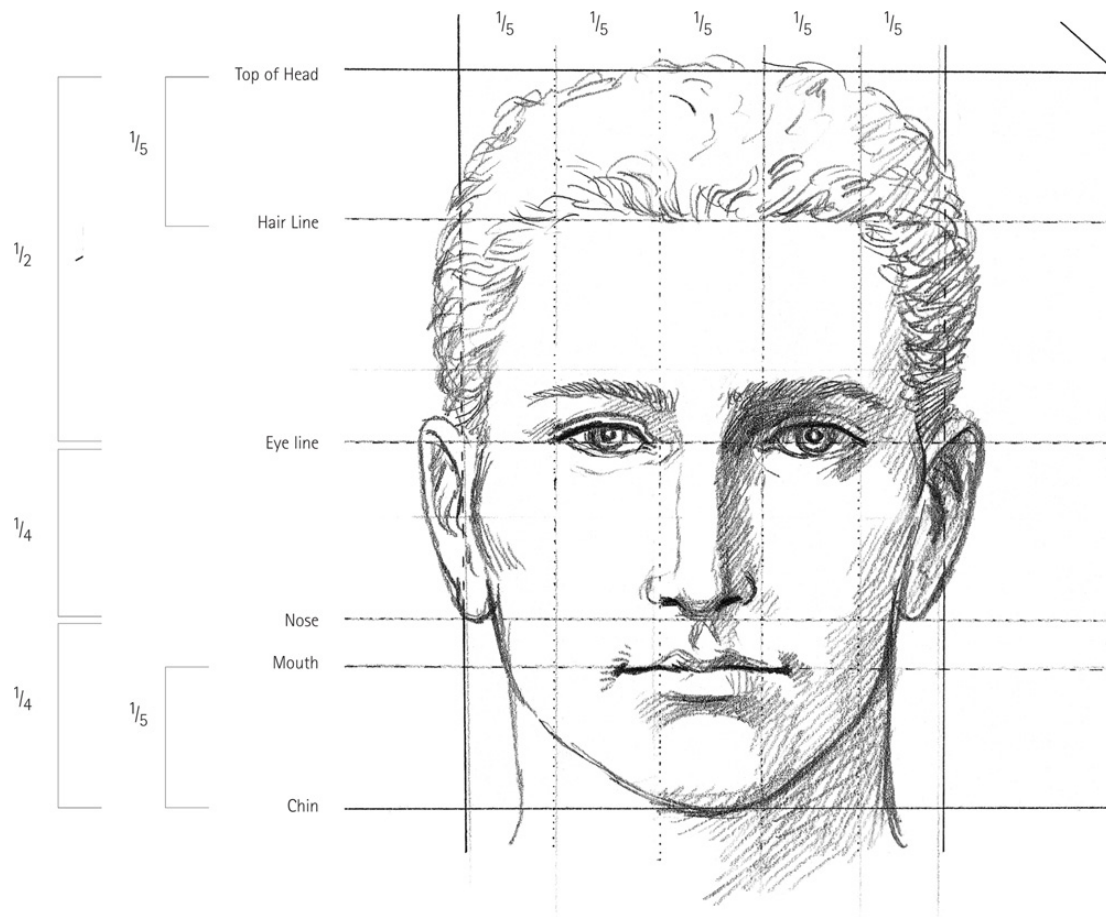 1/5 1/5 1/5 1/5 1/5
Top of Head
1/5
Hair Line
1/2
Eye line
1/4
Nose
Mouth
1/4 1/5
Chin